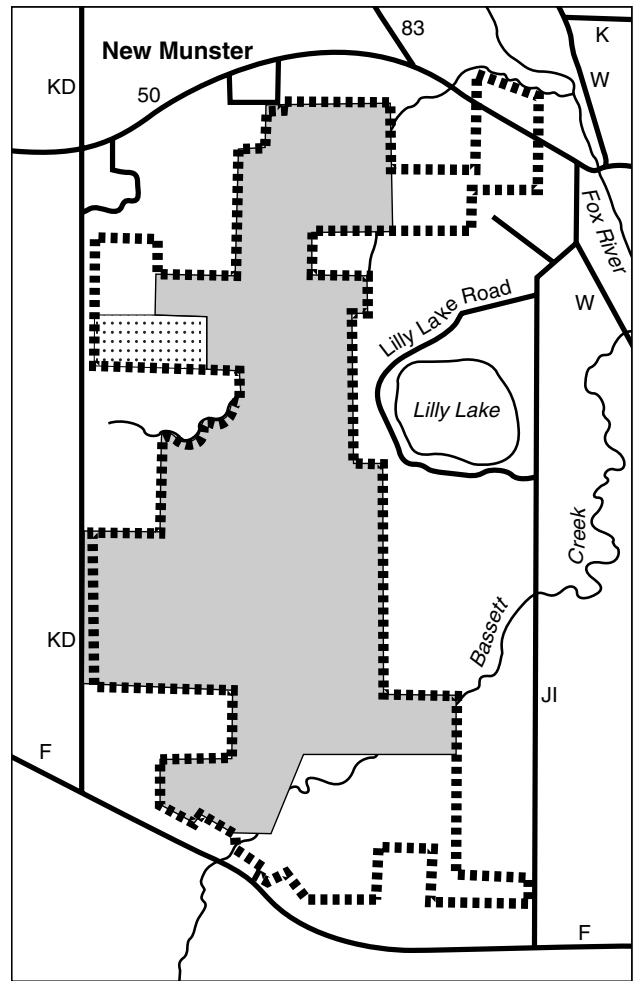 83
K
New Munster
W
KD
50
Fox River
W
Lilly Lake Road
Lilly Lake
Creek
Bassett
KD
JI
F
F